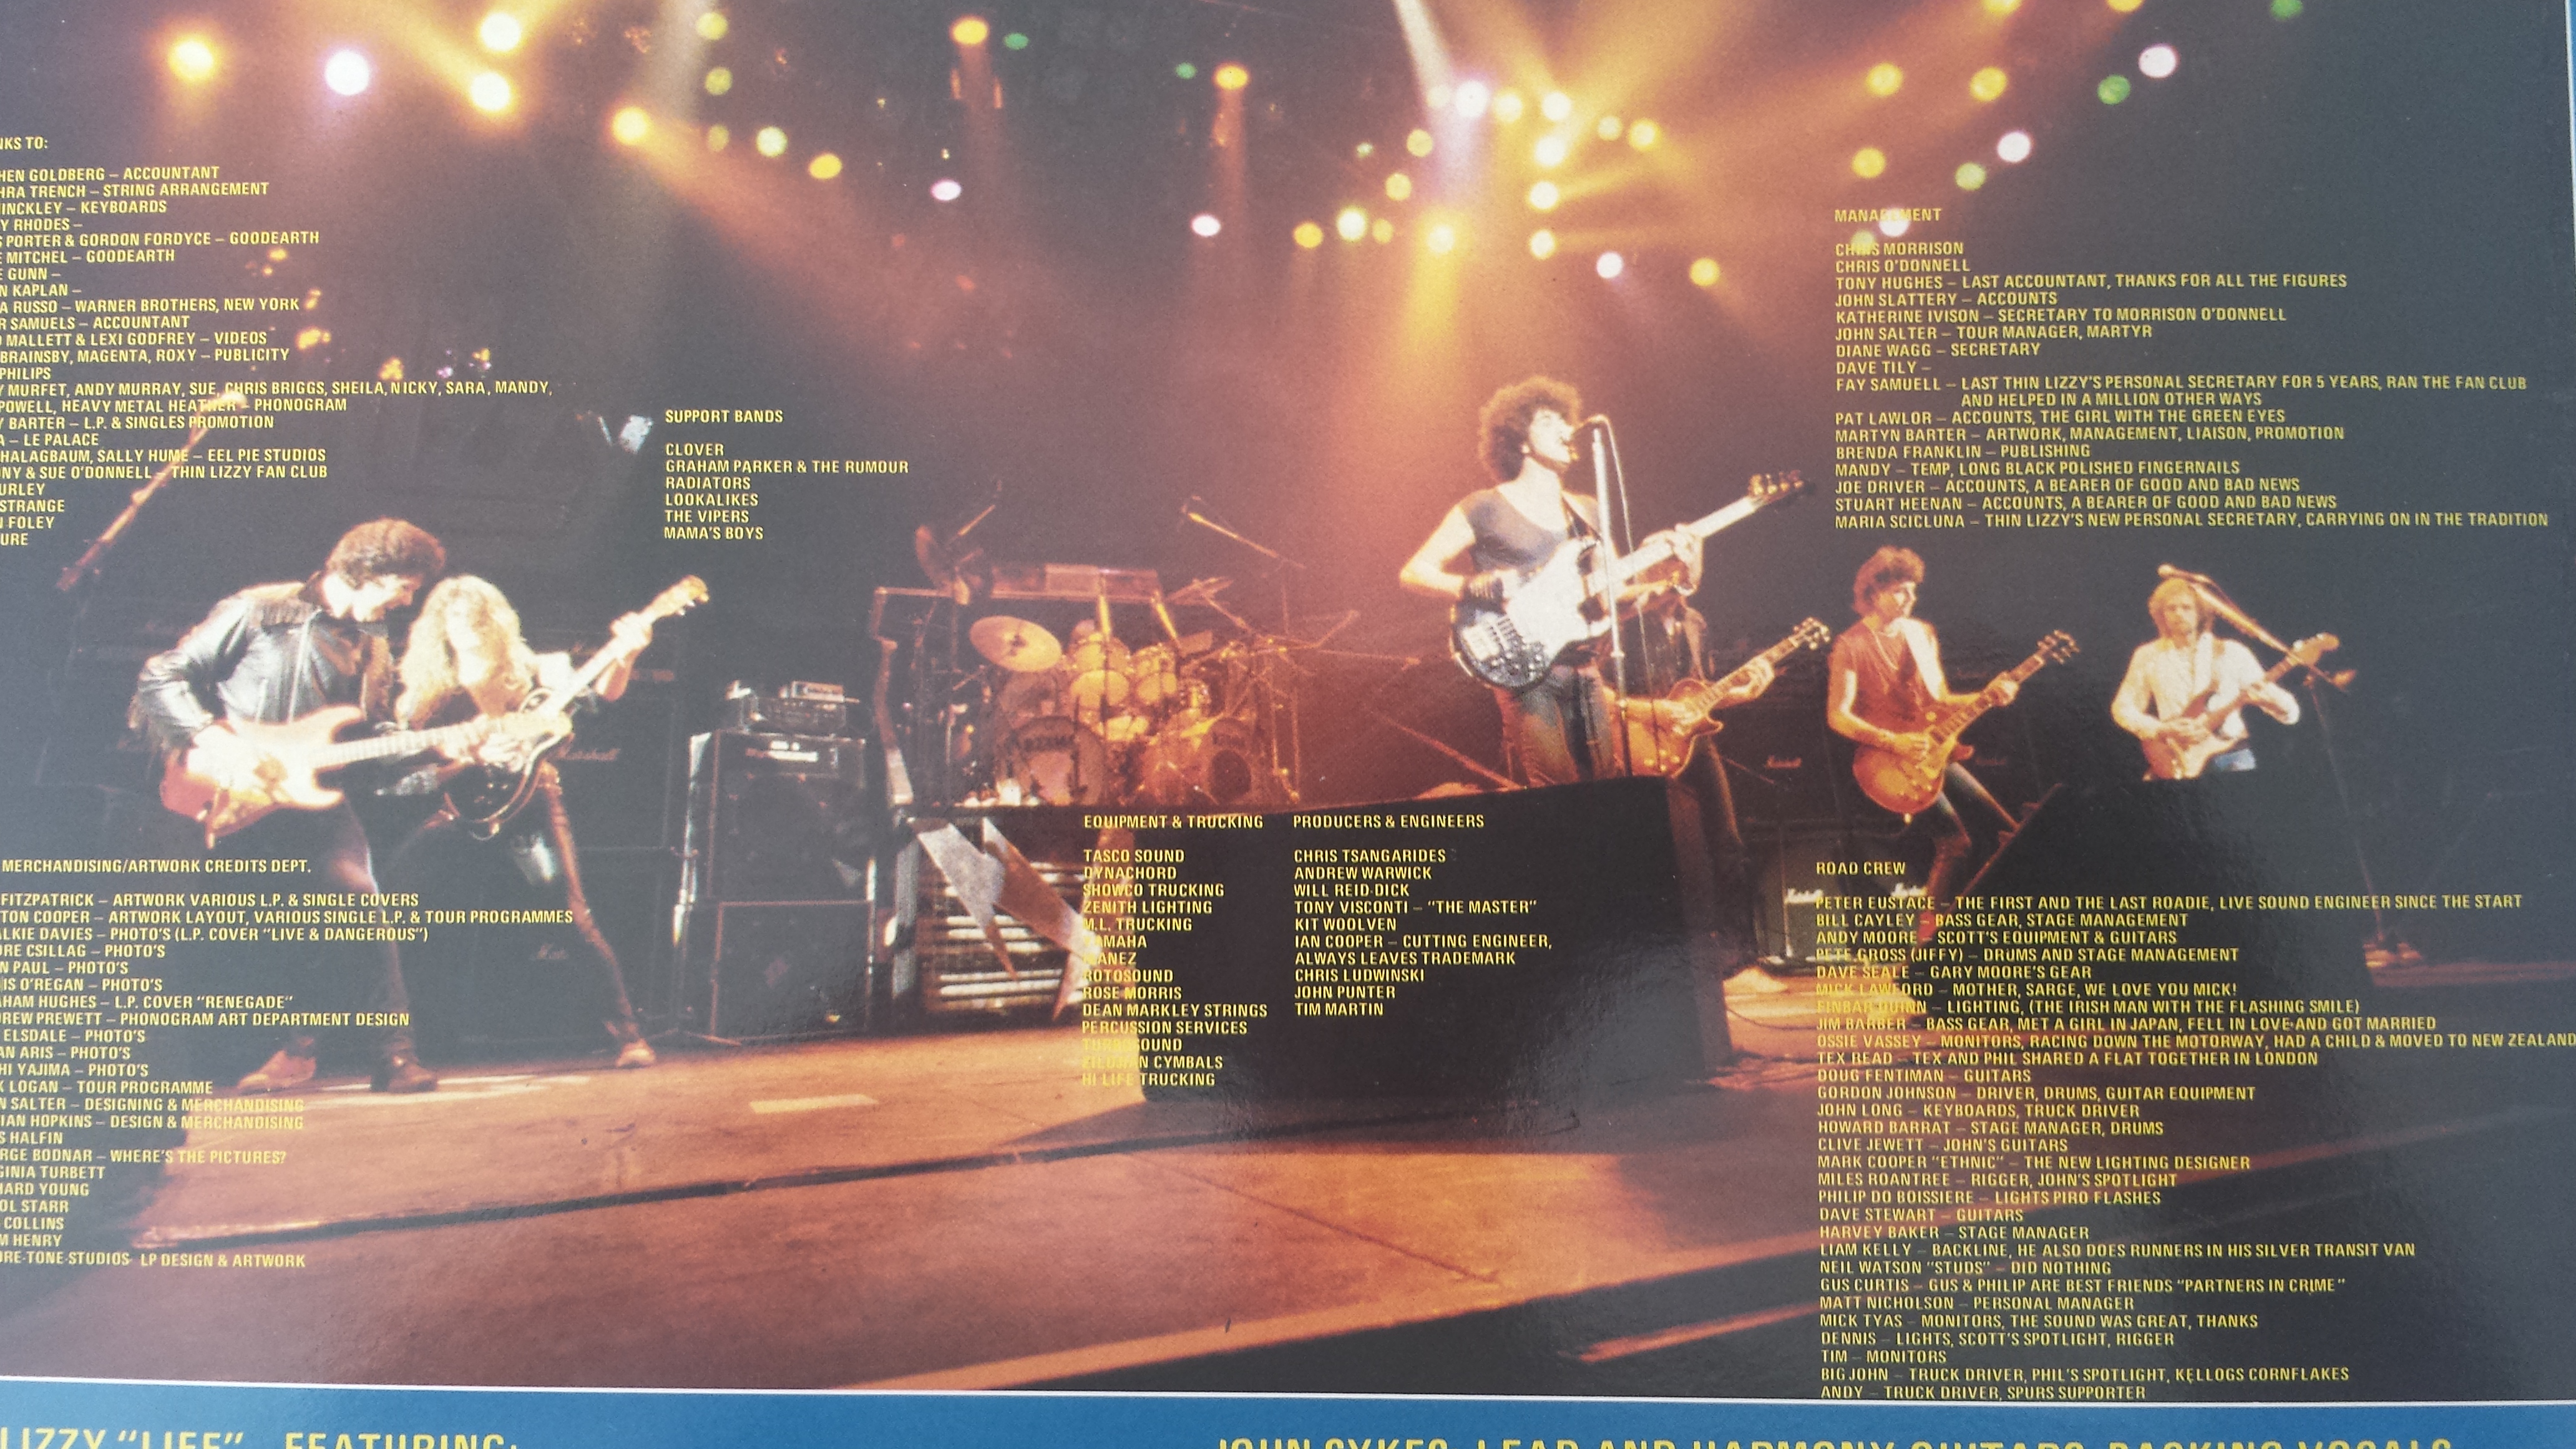 NKS TO:
HEN GOLDBERG – ACCOUNTANT
HRA TRENCH – STRING ARRANGEMENT
INCKLEY – KEYBOARDS
Y RHODES –
S PORTER & GORDON FORDYCE – GOODEARTH
E MITCHEL – GOODEARTH
E GUNN –
N KAPLAN –
A RUSSO – WARNER BROTHERS, NEW YORK
R SAMUELS – ACCOUNTANT
D MALLETT & LEXI GODFREY – VIDEOS
BRAINSBY, MAGENTA, ROXY – PUBLICITY
PHILIPS
Y MURFET, ANDY MURRAY, SUE, CHRIS BRIGGS, SHEILA, NICKY, SARA, MANDY,
POWELL, HEAVY METAL HEATHER – PHONOGRAM
Y BARTER – L.P. & SINGLES PROMOTION
A – LE PALACE
HALAGBAUM, SALLY HUME – EEL PIE STUDIOS
NY & SUE O'DONNELL – THIN LIZZY FAN CLUB
URLEY
STRANGE
N FOLEY
URE
SUPPORT BANDS
CLOVER
GRAHAM PARKER & THE RUMOUR
RADIATORS
LOOKALIKES
THE VIPERS
MAMA'S BOYS
MANAGEMENT
CHRIS MORRISON
CHRIS O'DONNELL
TONY HUGHES – LAST ACCOUNTANT, THANKS FOR ALL THE FIGURES
JOHN SLATTERY – ACCOUNTS
KATHERINE IVISON – SECRETARY TO MORRISON O'DONNELL
JOHN SALTER – TOUR MANAGER, MARTYR
DIANE WAGG – SECRETARY
DAVE TILY –
FAY SAMUELL – LAST THIN LIZZY'S PERSONAL SECRETARY FOR 5 YEARS, RAN THE FAN CLUB
AND HELPED IN A MILLION OTHER WAYS
PAT LAWLOR – ACCOUNTS, THE GIRL WITH THE GREEN EYES
MARTYN BARTER – ARTWORK, MANAGEMENT, LIAISON, PROMOTION
BRENDA FRANKLIN – PUBLISHING
MANDY – TEMP, LONG BLACK POLISHED FINGERNAILS
JOE DRIVER – ACCOUNTS, A BEARER OF GOOD AND BAD NEWS
STUART HEENAN – ACCOUNTS, A BEARER OF GOOD AND BAD NEWS
MARIA SCICLUNA – THIN LIZZY'S NEW PERSONAL SECRETARY, CARRYING ON IN THE TRADITION
Marshall
MERCHANDISING/ARTWORK CREDITS DEPT.
FITZPATRICK – ARTWORK VARIOUS L.P. & SINGLE COVERS
TON COOPER – ARTWORK LAYOUT, VARIOUS SINGLE L.P. & TOUR PROGRAMMES
ALKIE DAVIES – PHOTO'S (L.P. COVER "LIVE & DANGEROUS")
RE CSILLAG – PHOTO'S
N PAUL – PHOTO'S
IS O'REGAN – PHOTO'S
HAM HUGHES – L.P. COVER "RENEGADE"
REW PREWETT – PHONOGRAM ART DEPARTMENT DESIGN
ELSDALE – PHOTO'S
AN ARIS – PHOTO'S
HI YAJIMA – PHOTO'S
K LOGAN – TOUR PROGRAMME
N SALTER – DESIGNING & MERCHANDISING
IAN HOPKINS – DESIGN & MERCHANDISING
S HALFIN
RGE BODNAR – WHERE'S THE PICTURES?
GINIA TURBETT
HARD YOUNG
OL STARR
COLLINS
M HENRY
RE-TONE-STUDIOS LP DESIGN & ARTWORK
EQUIPMENT & TRUCKING
TASCO SOUND
DYNACHORD
SHOWCO TRUCKING
ZENITH LIGHTING
M.L. TRUCKING
YAMAHA
IBANEZ
ROTOSOUND
ROSE MORRIS
DEAN MARKLEY STRINGS
PERCUSSION SERVICES
TURBOSOUND
ZILDJIAN CYMBALS
HI LIFE TRUCKING
PRODUCERS & ENGINEERS
CHRIS TSANGARIDES
ANDREW WARWICK
WILL REID-DICK
TONY VISCONTI – "THE MASTER"
KIT WOOLVEN
IAN COOPER – CUTTING ENGINEER,
ALWAYS LEAVES TRADEMARK
CHRIS LUDWINSKI
JOHN PUNTER
TIM MARTIN
ROAD CREW
PETER EUSTACE – THE FIRST AND THE LAST ROADIE, LIVE SOUND ENGINEER SINCE THE START
BILL CAYLEY – BASS GEAR, STAGE MANAGEMENT
ANDY MOORE – SCOTT'S EQUIPMENT & GUITARS
PETE GROSS (JIFFY) – DRUMS AND STAGE MANAGEMENT
DAVE SEALE – GARY MOORE'S GEAR
MICK LAWFORD – MOTHER, SARGE, WE LOVE YOU MICK!
FINBAR QUINN – LIGHTING, (THE IRISH MAN WITH THE FLASHING SMILE)
JIM BARBER – BASS GEAR, MET A GIRL IN JAPAN, FELL IN LOVE AND GOT MARRIED
OSSIE VASSEY – MONITORS, RACING DOWN THE MOTORWAY, HAD A CHILD & MOVED TO NEW ZEALAND
TEX READ – TEX AND PHIL SHARED A FLAT TOGETHER IN LONDON
DOUG FENTIMAN – GUITARS
GORDON JOHNSON – DRIVER, DRUMS, GUITAR EQUIPMENT
JOHN LONG – KEYBOARDS, TRUCK DRIVER
HOWARD BARRAT – STAGE MANAGER, DRUMS
CLIVE JEWETT – JOHN'S GUITARS
MARK COOPER "ETHNIC" – THE NEW LIGHTING DESIGNER
MILES ROANTREE – RIGGER, JOHN'S SPOTLIGHT
PHILIP DO BOISSIERE – LIGHTS PIRO FLASHES
DAVE STEWART – GUITARS
HARVEY BAKER – STAGE MANAGER
LIAM KELLY – BACKLINE, HE ALSO DOES RUNNERS IN HIS SILVER TRANSIT VAN
NEIL WATSON "STUDS" – DID NOTHING
GUS CURTIS – GUS & PHILIP ARE BEST FRIENDS "PARTNERS IN CRIME"
MATT NICHOLSON – PERSONAL MANAGER
MICK TYAS – MONITORS, THE SOUND WAS GREAT, THANKS
DENNIS – LIGHTS, SCOTT'S SPOTLIGHT, RIGGER
TIM – MONITORS
BIG JOHN – TRUCK DRIVER, PHIL'S SPOTLIGHT, KELLOGS CORNFLAKES
ANDY – TRUCK DRIVER, SPURS SUPPORTER
LIZZY "LIFE" FEATURING:
JOHN SYKES: LEAD AND HARMONY GUITARS, BACKING VOCALS